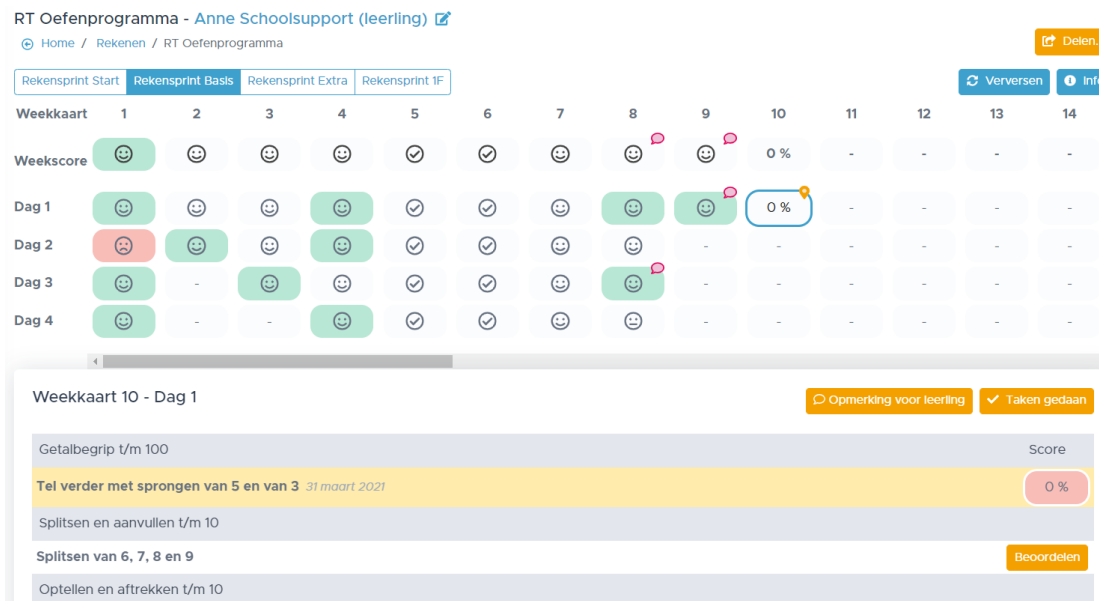 RT Oefenprogramma - Anne Schoolsupport (leerling)
Home / Rekenen / RT Oefenprogramma
Delen.
Rekensprint Start Rekensprint Basis Rekensprint Extra Rekensprint 1F
Verversen Inf
Weekkaart 1 2 3 4 5 6 7 8 9 10 11 12 13 14
Weekscore 0 % - - - -
Dag 1 0 % - - - -
Dag 2 - - - - - -
Dag 3 - - - - - - -
Dag 4 - - - - - - - -
Weekkaart 10 - Dag 1
Opmerking voor leerling Taken gedaan
Getalbegrip t/m 100 Score
Tel verder met sprongen van 5 en van 3 31 maart 2021 0 %
Splitsen en aanvullen t/m 10
Splitsen van 6, 7, 8 en 9 Beoordelen
Optellen en aftrekken t/m 10